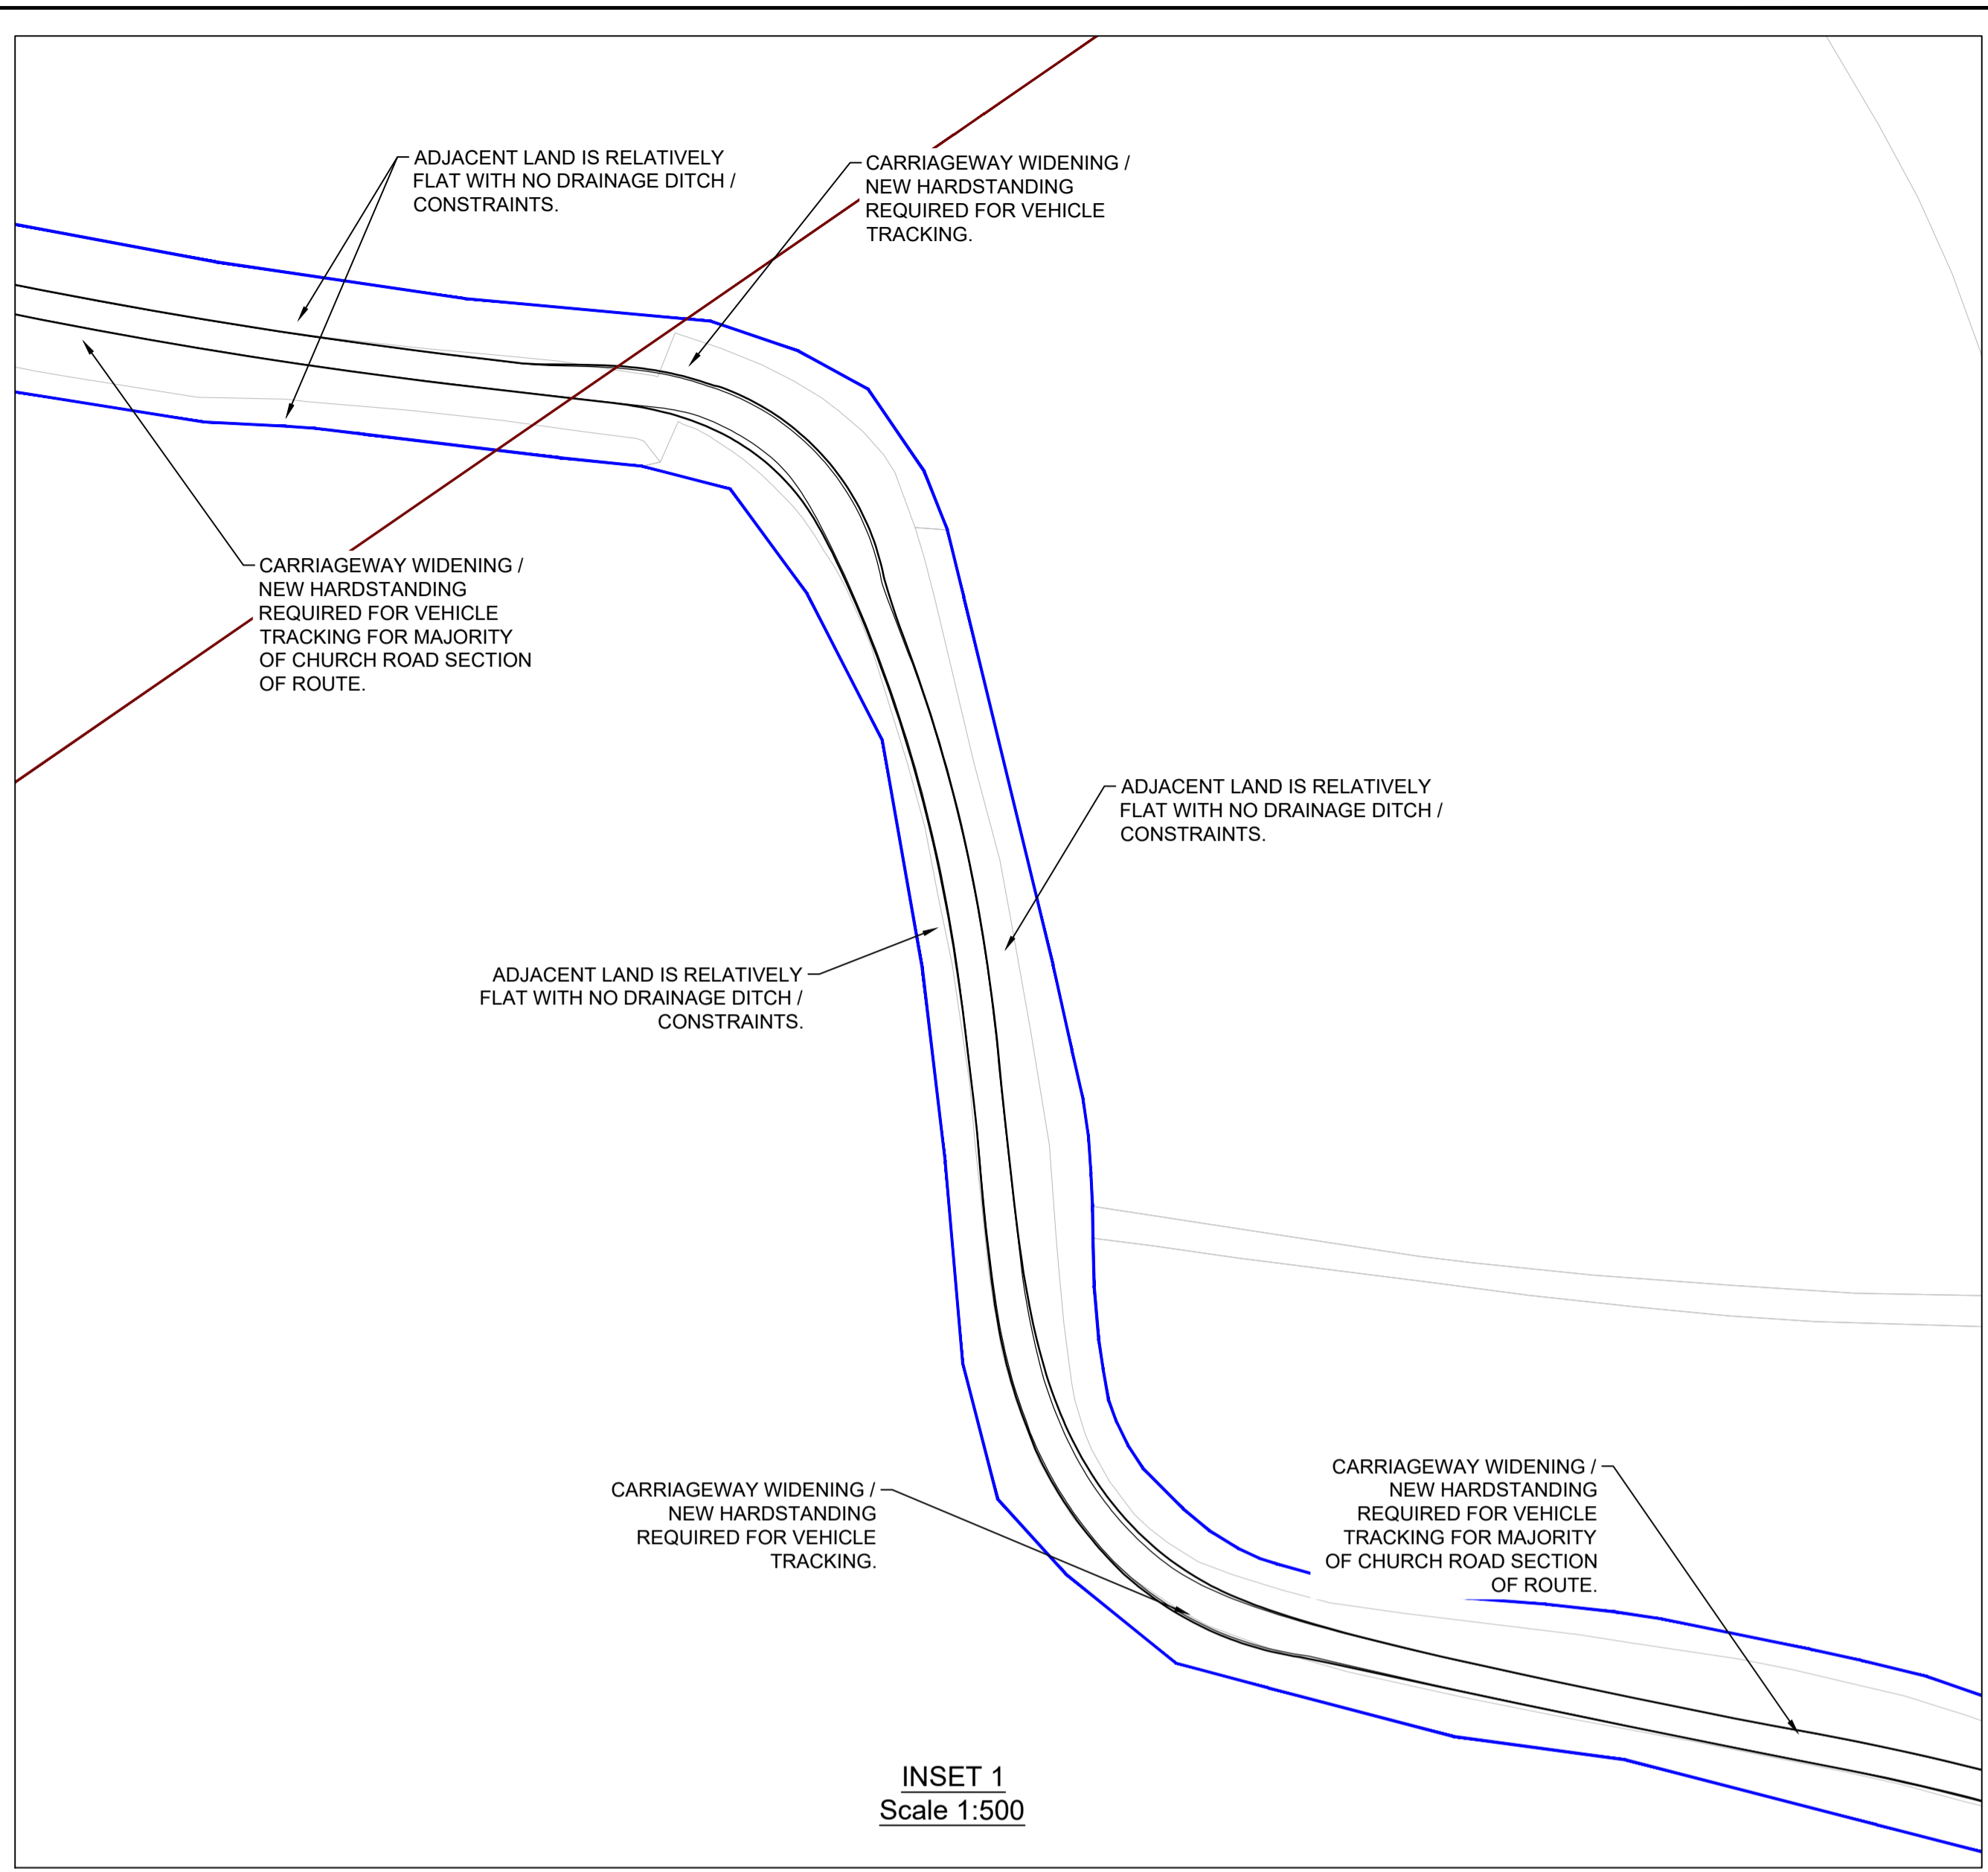 ADJACENT LAND IS RELATIVELY
FLAT WITH NO DRAINAGE DITCH /
CONSTRAINTS.
CARRIAGEWAY WIDENING /
NEW HARDSTANDING
REQUIRED FOR VEHICLE
TRACKING.
CARRIAGEWAY WIDENING /
NEW HARDSTANDING
REQUIRED FOR VEHICLE
TRACKING FOR MAJORITY
OF CHURCH ROAD SECTION
OF ROUTE.
ADJACENT LAND IS RELATIVELY
FLAT WITH NO DRAINAGE DITCH /
CONSTRAINTS.
ADJACENT LAND IS RELATIVELY
FLAT WITH NO DRAINAGE DITCH /
CONSTRAINTS.
CARRIAGEWAY WIDENING /
NEW HARDSTANDING
REQUIRED FOR VEHICLE
TRACKING FOR MAJORITY
OF CHURCH ROAD SECTION
OF ROUTE.
CARRIAGEWAY WIDENING /
NEW HARDSTANDING
REQUIRED FOR VEHICLE
TRACKING.
INSET 1
Scale 1:500